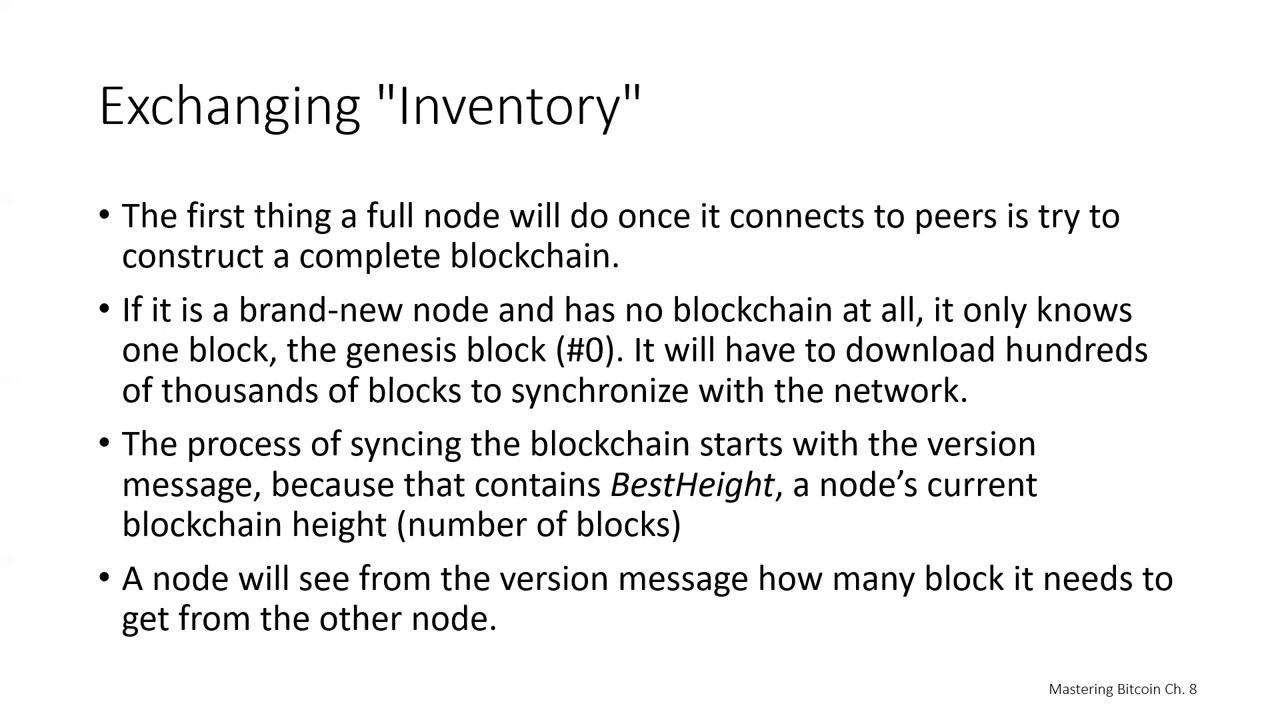 Exchanging "Inventory"
• The first thing a full node will do once it connects to peers is try to
construct a complete blockchain.
• If it is a brand-new node and has no blockchain at all, it only knows
one block, the genesis block (#0). It will have to download hundreds
of thousands of blocks to synchronize with the network.
• The process of syncing the blockchain starts with the version
message, because that contains BestHeight, a node’s current
blockchain height (number of blocks)
• A node will see from the version message how many block it needs to
get from the other node.
Mastering Bitcoin Ch. 8